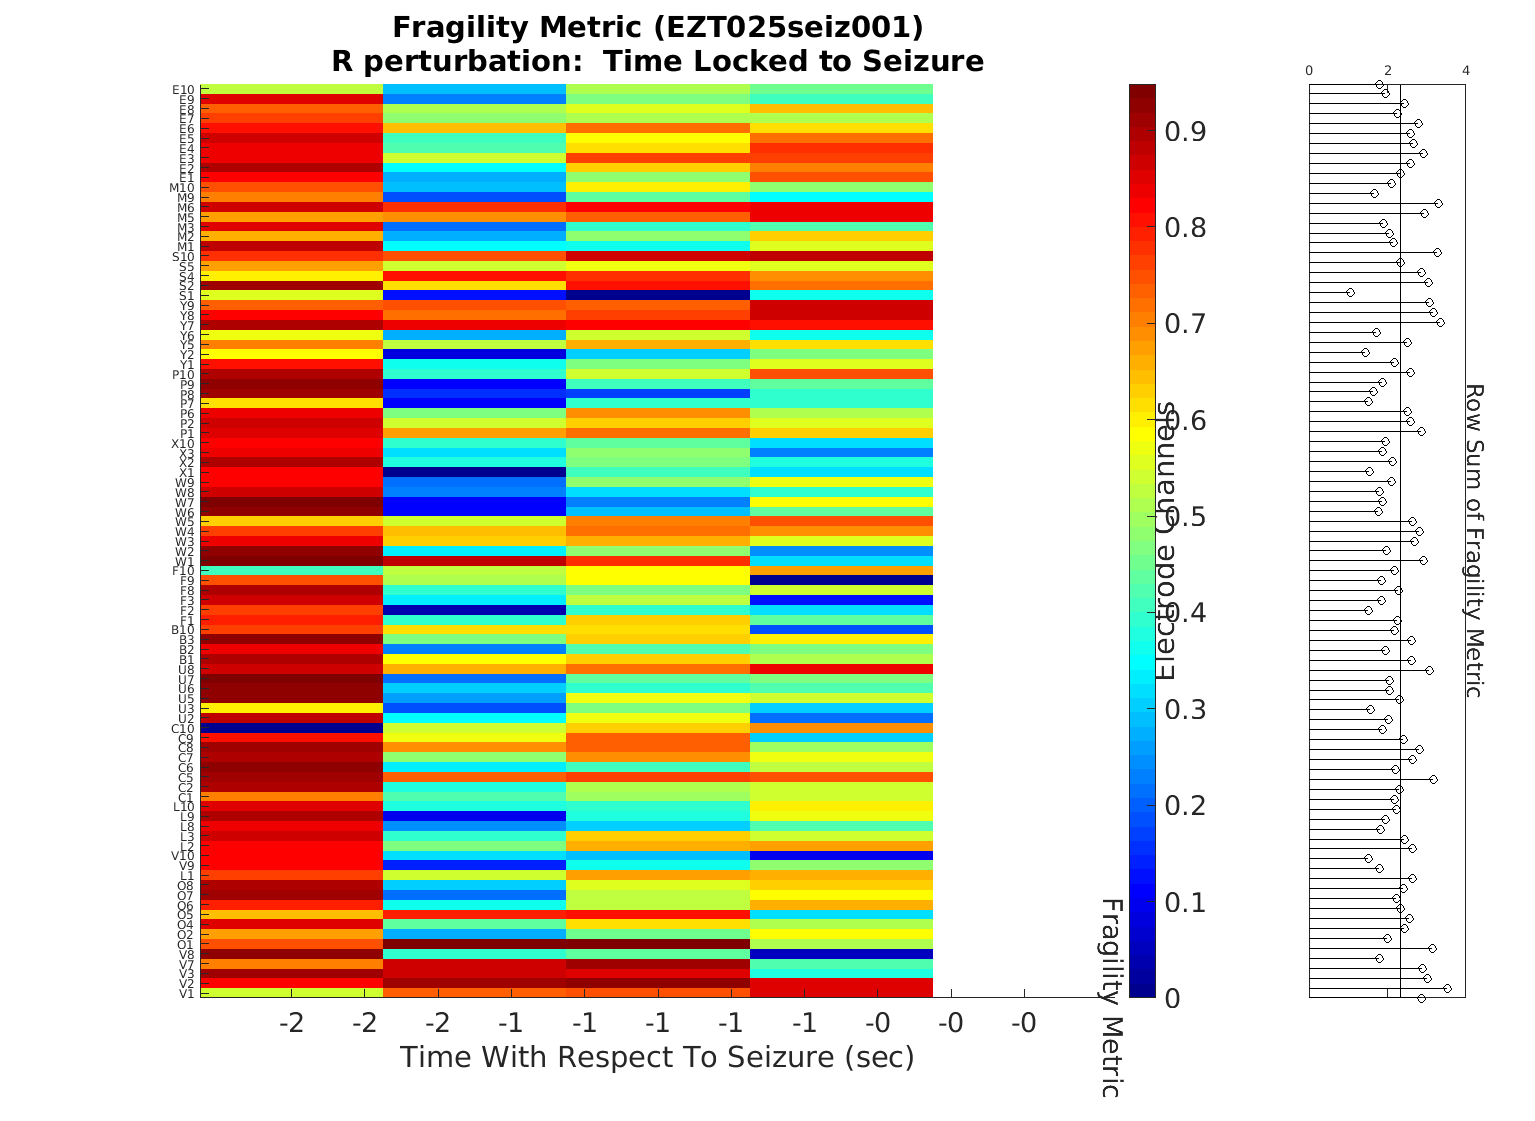 Fragility Metric (EZT025seiz001)
R perturbation:  Time Locked to Seizure
E10
E9
E8
E7
E6
E5
E4
E3
E2
E1
M10
M9
M6
M5
M3
M2
M1
S10
S5
S4
S2
S1
Y9
Y8
Y7
Y6
Y5
Y2
Y1
P10
P9
P8
P7
P6
P2
P1
X10
X3
X2
X1
W9
W8
W7
W6
W5
W4
W3
W2
W1
F10
F9
F8
F3
F2
F1
B10
B3
B2
B1
U8
U7
U6
U5
U3
U2
C10
C9
C8
C7
C6
C5
C2
C1
L10
L9
L8
L3
L2
V10
V9
L1
O8
O7
O6
O5
O4
O2
O1
V8
V7
V3
V2
V1
-2 -2 -2 -1 -1 -1 -1 -1 -0 -0 -0
Time With Respect To Seizure (sec)
Electrode Channels
0.9
0.8
0.7
0.6
0.5
0.4
0.3
0.2
0.1
0
Fragility Metric
0 2 4
Row Sum of Fragility Metric